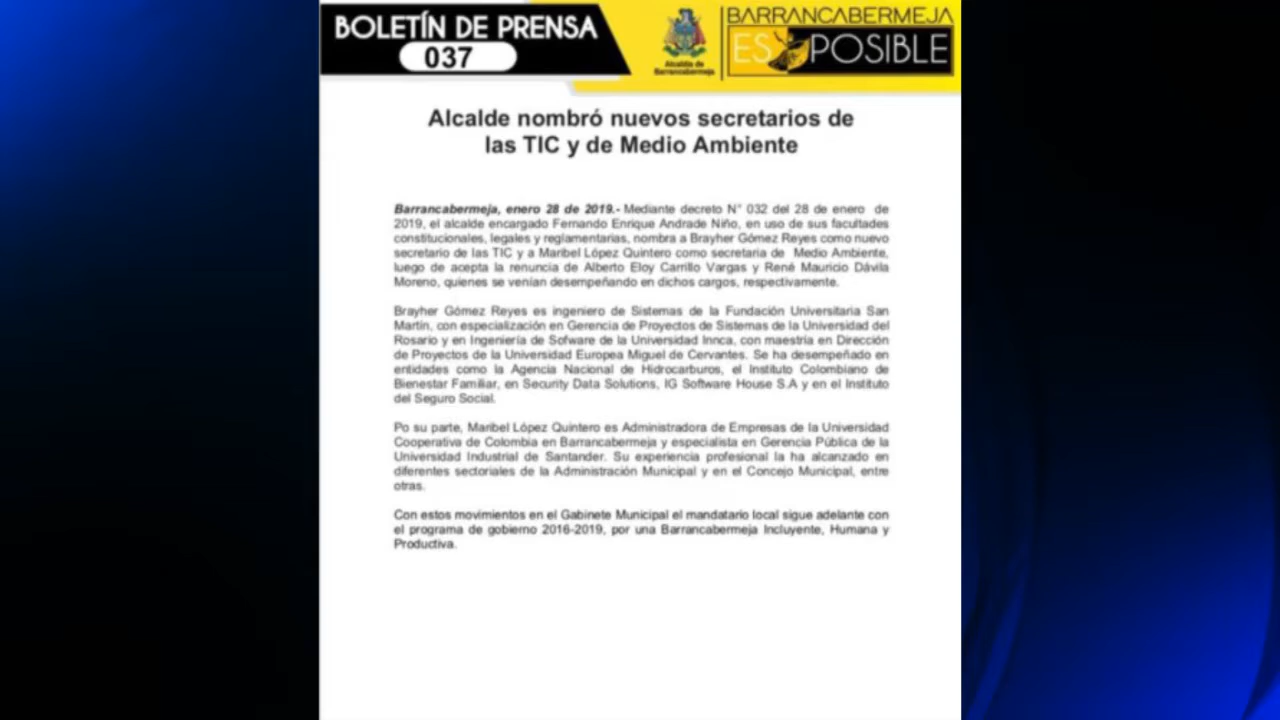 BOLETÍN DE PRENSA
037
Alcaldía de
Barrancabermeja
BARRANCABERMEJA
ES POSIBLE
Alcalde nombró nuevos secretarios de
las TIC y de Medio Ambiente
Barrancabermeja, enero 28 de 2019.- Mediante decreto N° 032 del 28 de enero de
2019, el alcalde encargado Fernando Enrique Andrade Niño, en uso de sus facultades
constitucionales, legales y reglamentarias, nombra a Brayher Gómez Reyes como nuevo
secretario de las TIC y a Maribel López Quintero como secretaria de Medio Ambiente,
luego de acepta la renuncia de Alberto Eloy Carrillo Vargas y René Mauricio Dávila
Moreno, quienes se venían desempeñando en dichos cargos, respectivamente.
Brayher Gómez Reyes es ingeniero de Sistemas de la Fundación Universitaria San
Martín, con especialización en Gerencia de Proyectos de Sistemas de la Universidad del
Rosario y en Ingeniería de Sofware de la Universidad Innca, con maestría en Dirección
de Proyectos de la Universidad Europea Miguel de Cervantes. Se ha desempeñado en
entidades como la Agencia Nacional de Hidrocarburos, el Instituto Colombiano de
Bienestar Familiar, en Security Data Solutions, IG Software House S.A y en el Instituto
del Seguro Social.
Po su parte, Maribel López Quintero es Administradora de Empresas de la Universidad
Cooperativa de Colombia en Barrancabermeja y especialista en Gerencia Pública de la
Universidad Industrial de Santander. Su experiencia profesional la ha alcanzado en
diferentes sectoriales de la Administración Municipal y en el Concejo Municipal, entre
otras.
Con estos movimientos en el Gabinete Municipal el mandatario local sigue adelante con
el programa de gobierno 2016-2019, por una Barrancabermeja Incluyente, Humana y
Productiva.